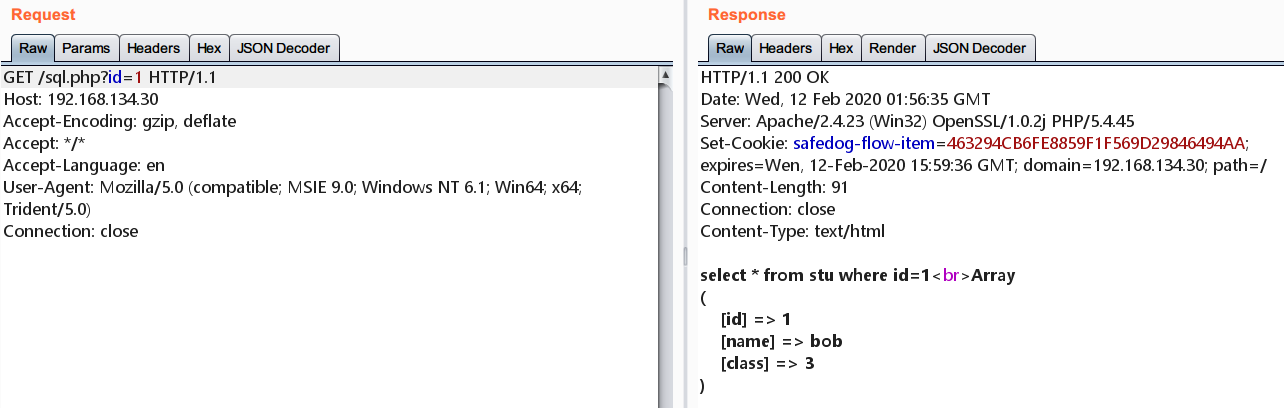 Request
Raw Params Headers Hex JSON Decoder
GET /sql.php?id=1 HTTP/1.1
Host: 192.168.134.30
Accept-Encoding: gzip, deflate
Accept: */*
Accept-Language: en
User-Agent: Mozilla/5.0 (compatible; MSIE 9.0; Windows NT 6.1; Win64; x64;
Trident/5.0)
Connection: close
Response
Raw Headers Hex Render JSON Decoder
HTTP/1.1 200 OK
Date: Wed, 12 Feb 2020 01:56:35 GMT
Server: Apache/2.4.23 (Win32) OpenSSL/1.0.2j PHP/5.4.45
Set-Cookie: safedog-flow-item=463294CB6FE8859F1F569D29846494AA;
expires=Wen, 12-Feb-2020 15:59:36 GMT; domain=192.168.134.30; path=/
Content-Length: 91
Connection: close
Content-Type: text/html
select * from stu where id=1<br>Array
(
[id] => 1
[name] => bob
[class] => 3
)